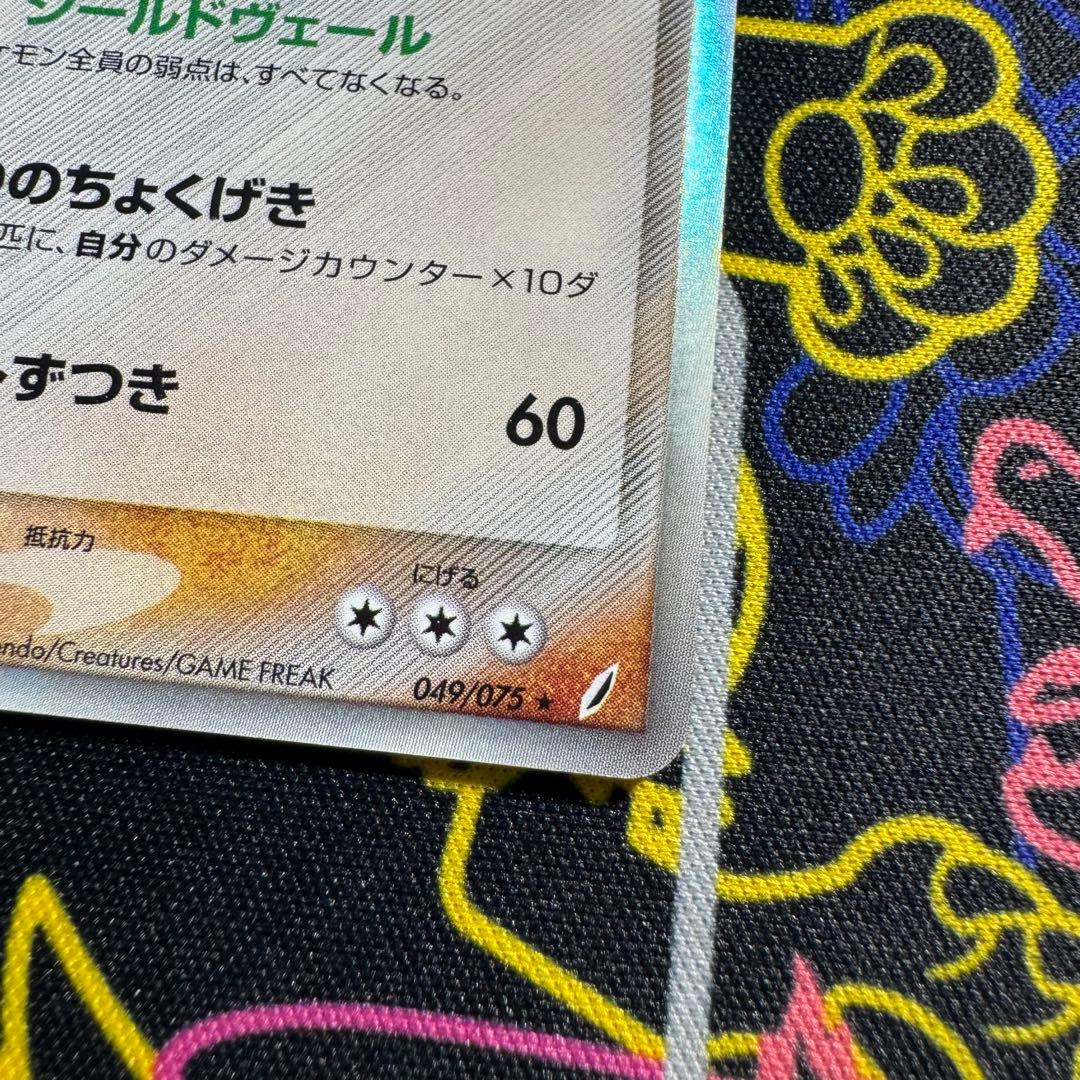 シールドヴェール
ケモン全員の弱点は、すべてなくなる。
のちょくげき
匹に、自分のダメージカウンター×10ダ
ずつき
60
抵抗力
にげる
ndo/Creatures/GAME FREAK
049/075 ★